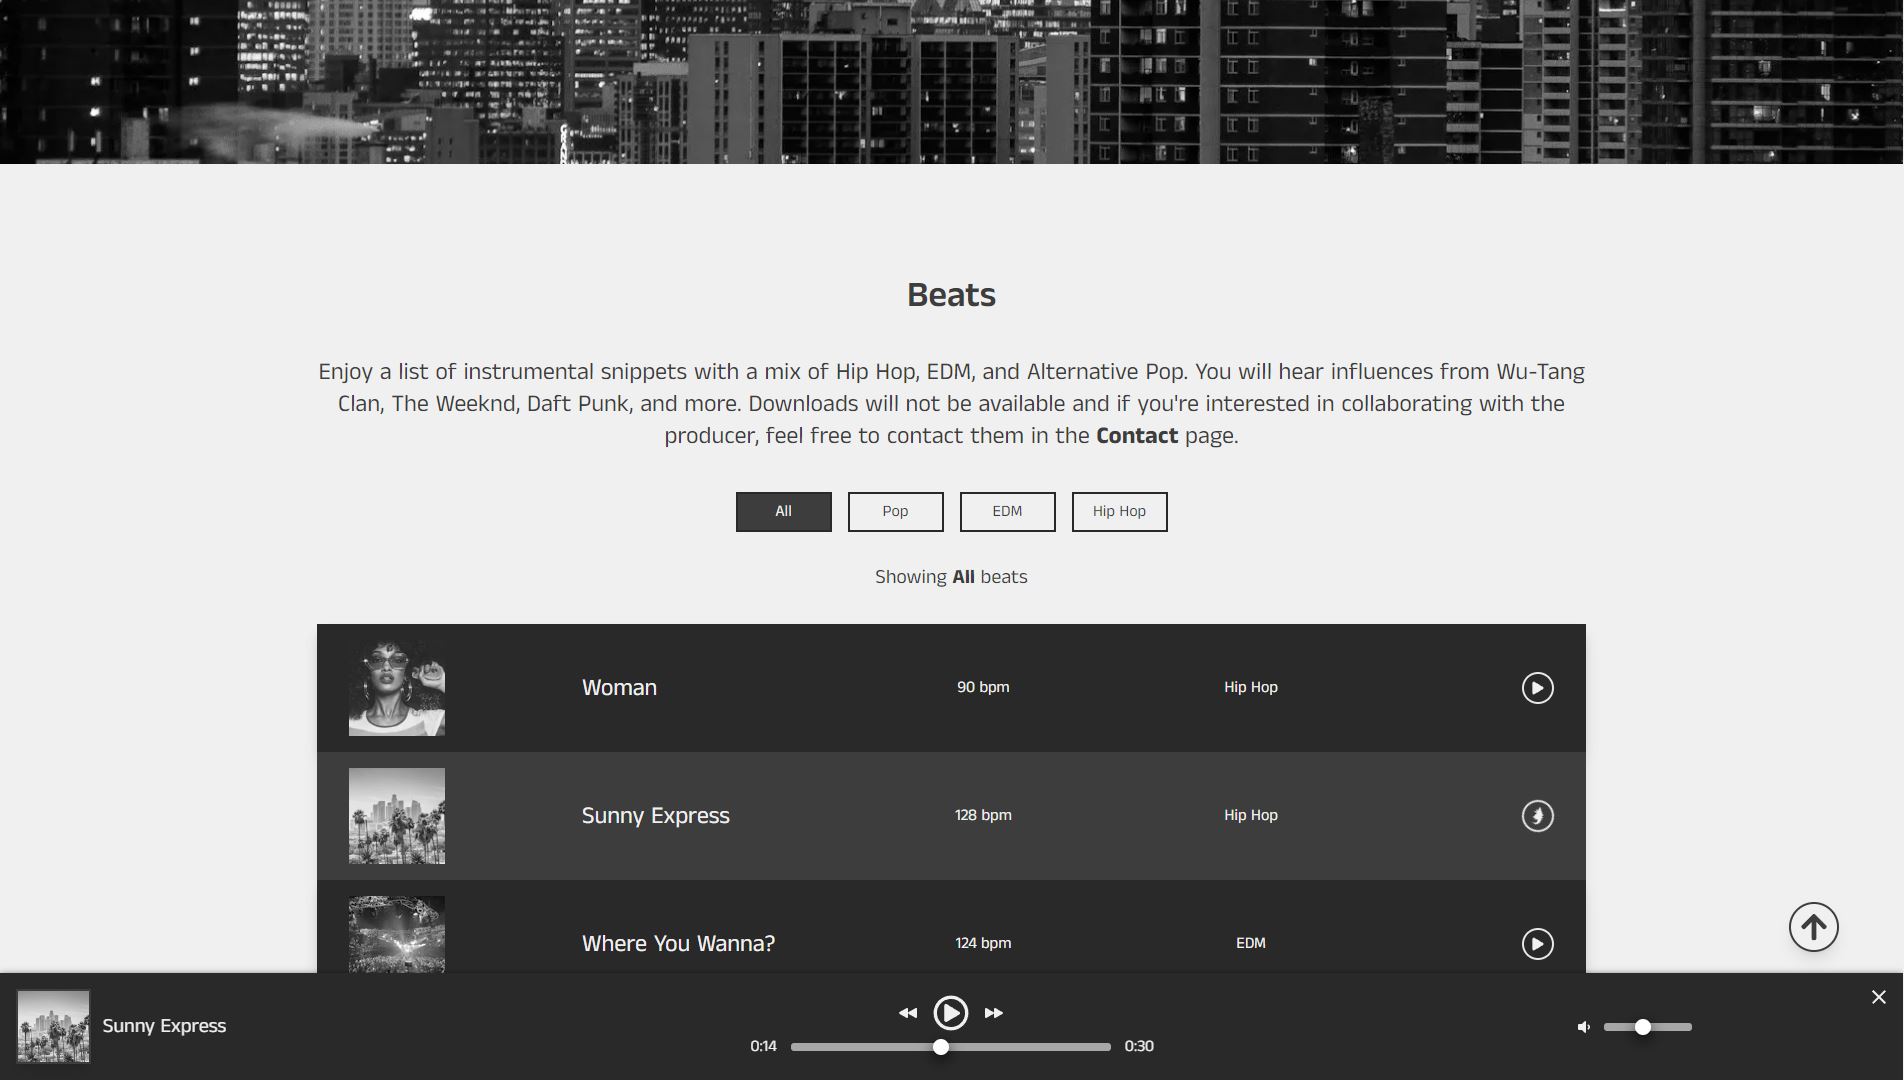 Beats
Enjoy a list of instrumental snippets with a mix of Hip Hop, EDM, and Alternative Pop. You will hear influences from Wu-Tang
Clan, The Weeknd, Daft Punk, and more. Downloads will not be available and if you're interested in collaborating with the
producer, feel free to contact them in the Contact page.
All Pop EDM Hip Hop
Showing All beats
Woman 90 bpm Hip Hop
Sunny Express 128 bpm Hip Hop
Where You Wanna? 124 bpm EDM
Sunny Express
0:14 0:30